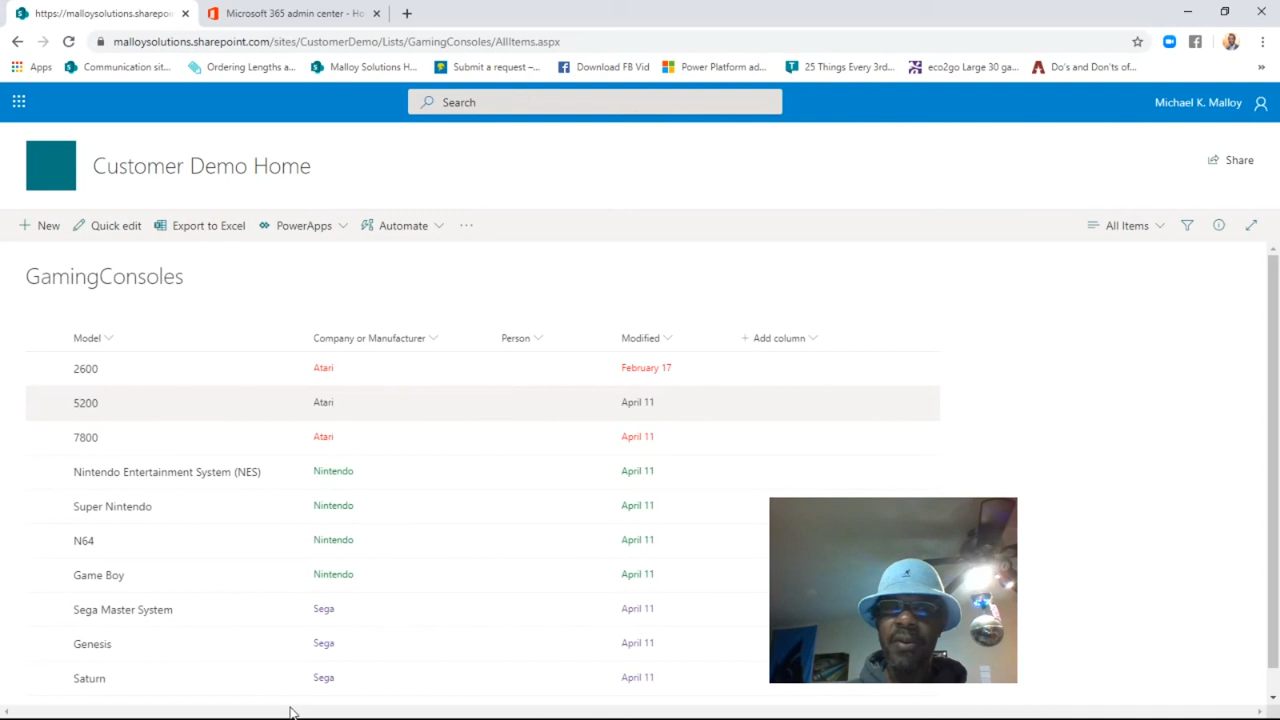 https://malloysolutions.sharepoi
Microsoft 365 admin center - Ho
malloysolutions.sharepoint.com/sites/CustomerDemo/Lists/GamingConsoles/AllItems.aspx
Apps Communication sit... Ordering Lengths a... Malloy Solutions H... Submit a request –... Download FB Vid Power Platform ad... 25 Things Every 3rd... eco2go Large 30 ga... Do's and Don'ts of... »
Search Michael K. Malloy
Customer Demo Home Share
New Quick edit Export to Excel PowerApps Automate ... All Items
GamingConsoles
Model Company or Manufacturer Person Modified + Add column
2600 Atari February 17
5200 Atari April 11
7800 Atari April 11
Nintendo Entertainment System (NES) Nintendo April 11
Super Nintendo Nintendo April 11
N64 Nintendo April 11
Game Boy Nintendo April 11
Sega Master System Sega April 11
Genesis Sega April 11
Saturn Sega April 11